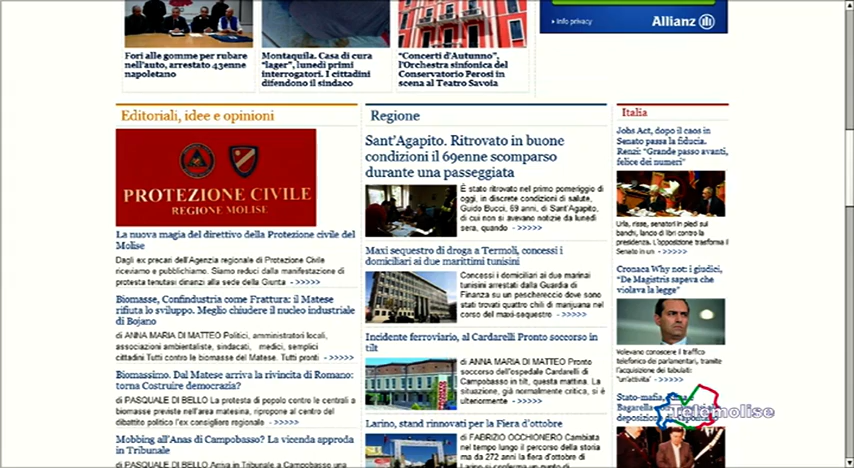 Fori alle gomme per rubare
nell'auto, arrestato 43enne
napoletano
Montaquila. Casa di cura
"lager", lunedì primi
interrogatori. I cittadini
difendono il sindaco
"Concerti d'Autunno",
l'Orchestra sinfonica del
Conservatorio Perosi in
scena al Teatro Savoia
Info privacy
Allianz
Editoriali, idee e opinioni
PROTEZIONE CIVILE
REGIONE MOLISE
La nuova magia del direttivo della Protezione civile del
Molise
Dagli ex precari dell'Agenzia regionale di Protezione Civile
riceviamo e pubblichiamo. Siamo reduci dalla manifestazione di
protesta tenutasi dinanzi alla sede della Giunta - >>>>>
Biomasse, Confindustria come Frattura: il Matese
rifiuta lo sviluppo. Meglio chiudere il nucleo industriale
di Bojano
di ANNA MARIA DI MATTEO Politici, amministratori locali,
associazioni ambientaliste, sindacati, medici, semplici
cittadini Tutti contro le biomasse del Matese. Tutti pronti - >>>>>
Biomassimo. Dal Matese arriva la rivincita di Romano:
torna Costruire democrazia?
di PASQUALE DI BELLO La protesta di popolo contro le centrali a
biomasse previste nell'area matesina, ripropone al centro del
dibattito politico l'ex consigliere regionale - >>>>>
Mobbing all'Anas di Campobasso? La vicenda approda
in Tribunale
di PASQUALE DI BELLO Arriva in Tribunale a Campobasso una
Regione
Sant'Agapito. Ritrovato in buone
condizioni il 69enne scomparso
durante una passeggiata
È stato ritrovato nel primo pomeriggio di
oggi, in discrete condizioni di salute,
Guido Bucci, 69 anni, di Sant'Agapito,
di cui non si avevano notizie da lunedì
sera, quando - >>>>>
Maxi sequestro di droga a Termoli, concessi i
domiciliari ai due marittimi tunisini
Concessi i domiciliari ai due marinai
tunisini arrestati dalla Guardia di
Finanza su un peschereccio dove sono
stati trovati quattro chili di marijuana nel
corso del maxi-sequestro - >>>>>
Incidente ferroviario, al Cardarelli Pronto soccorso in
tilt
di ANNA MARIA DI MATTEO Pronto
soccorso dell'ospedale Cardarelli di
Campobasso in tilt, questa mattina. La
situazione, già normalmente critica, si è
ulteriormente - >>>>>
Larino, stand rinnovati per la Fiera d'ottobre
di FABRIZIO OCCHIONERO Cambiata
nel tempo lungo il percorso della storia
ma da 272 anni la fiera d'ottobre di
Italia
Jobs Act, dopo il caos in
Senato passa la fiducia.
Renzi: "Grande passo avanti,
felice dei numeri"
Urla, risse, senatori in piedi sui
banchi, lancio di libri contro la
presidenza. L'opposizione trasforma il
Senato in un - >>>>>
Cronaca Why not: i giudici,
"De Magistris sapeva che
violava la legge"
Volevano conoscere il traffico
telefonico dei parlamentari, tramite
l'acquisizione dei tabulati:
un'attività" - >>>>>
Stato-mafia,
Bagarella
deposizione
Telemolise